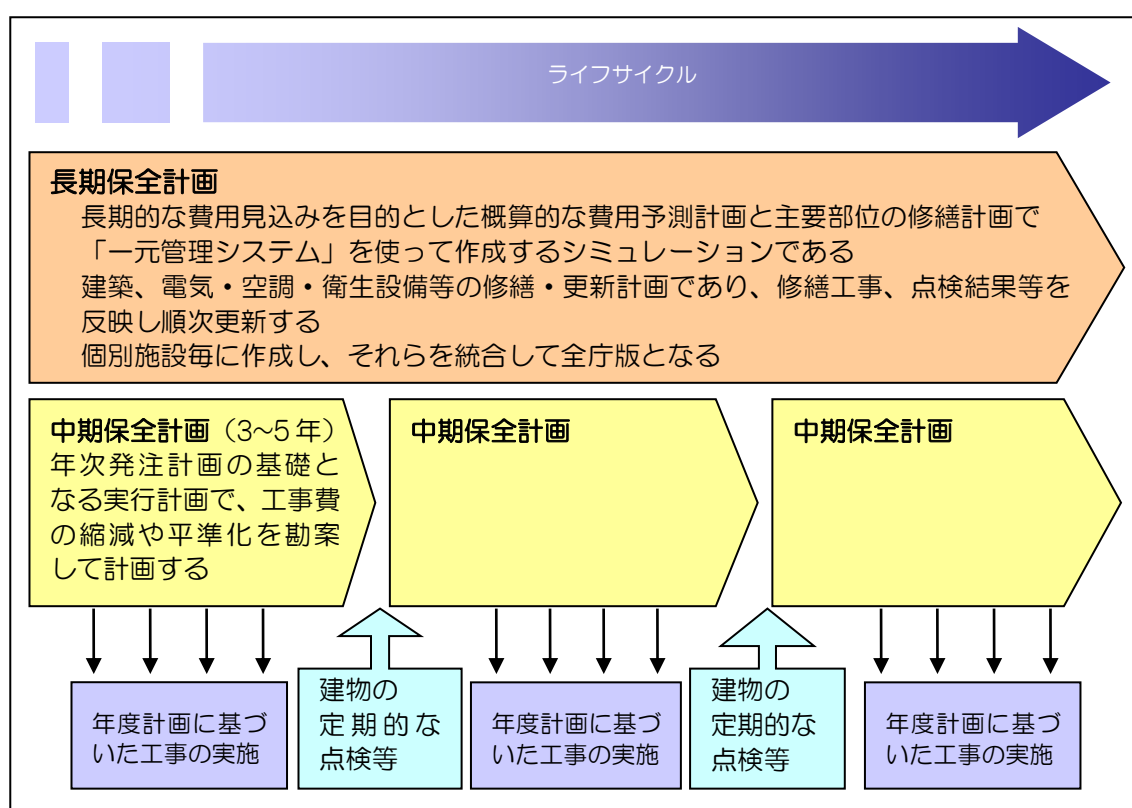 ライフサイクル
長期保全計画
長期的な費用見込みを目的とした概算的な費用予測計画と主要部位の修繕計画で
「一元管理システム」を使って作成するシミュレーションである
建築、電気・空調・衛生設備等の修繕・更新計画であり、修繕工事、点検結果等を
反映し順次更新する
個別施設毎に作成し、それらを統合して全庁版となる
中期保全計画（3~5年）
年次発注計画の基礎と
なる実行計画で、工事費
の縮減や平準化を勘案
して計画する
中期保全計画
中期保全計画
年度計画に基づ
いた工事の実施
建物の
定期的な
点検等
年度計画に基づ
いた工事の実施
建物の
定期的な
点検等
年度計画に基づ
いた工事の実施